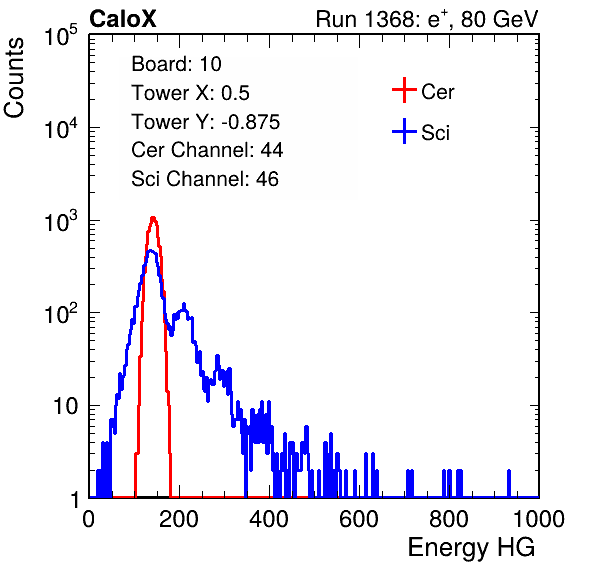 CaloX Run 1368: e⁺, 80 GeV
Counts
Board: 10
Tower X: 0.5
Tower Y: -0.875
Cer Channel: 44
Sci Channel: 46
Cer
Sci
10⁵
10⁴
10³
10²
10
1
0 200 400 600 800 1000
Energy HG